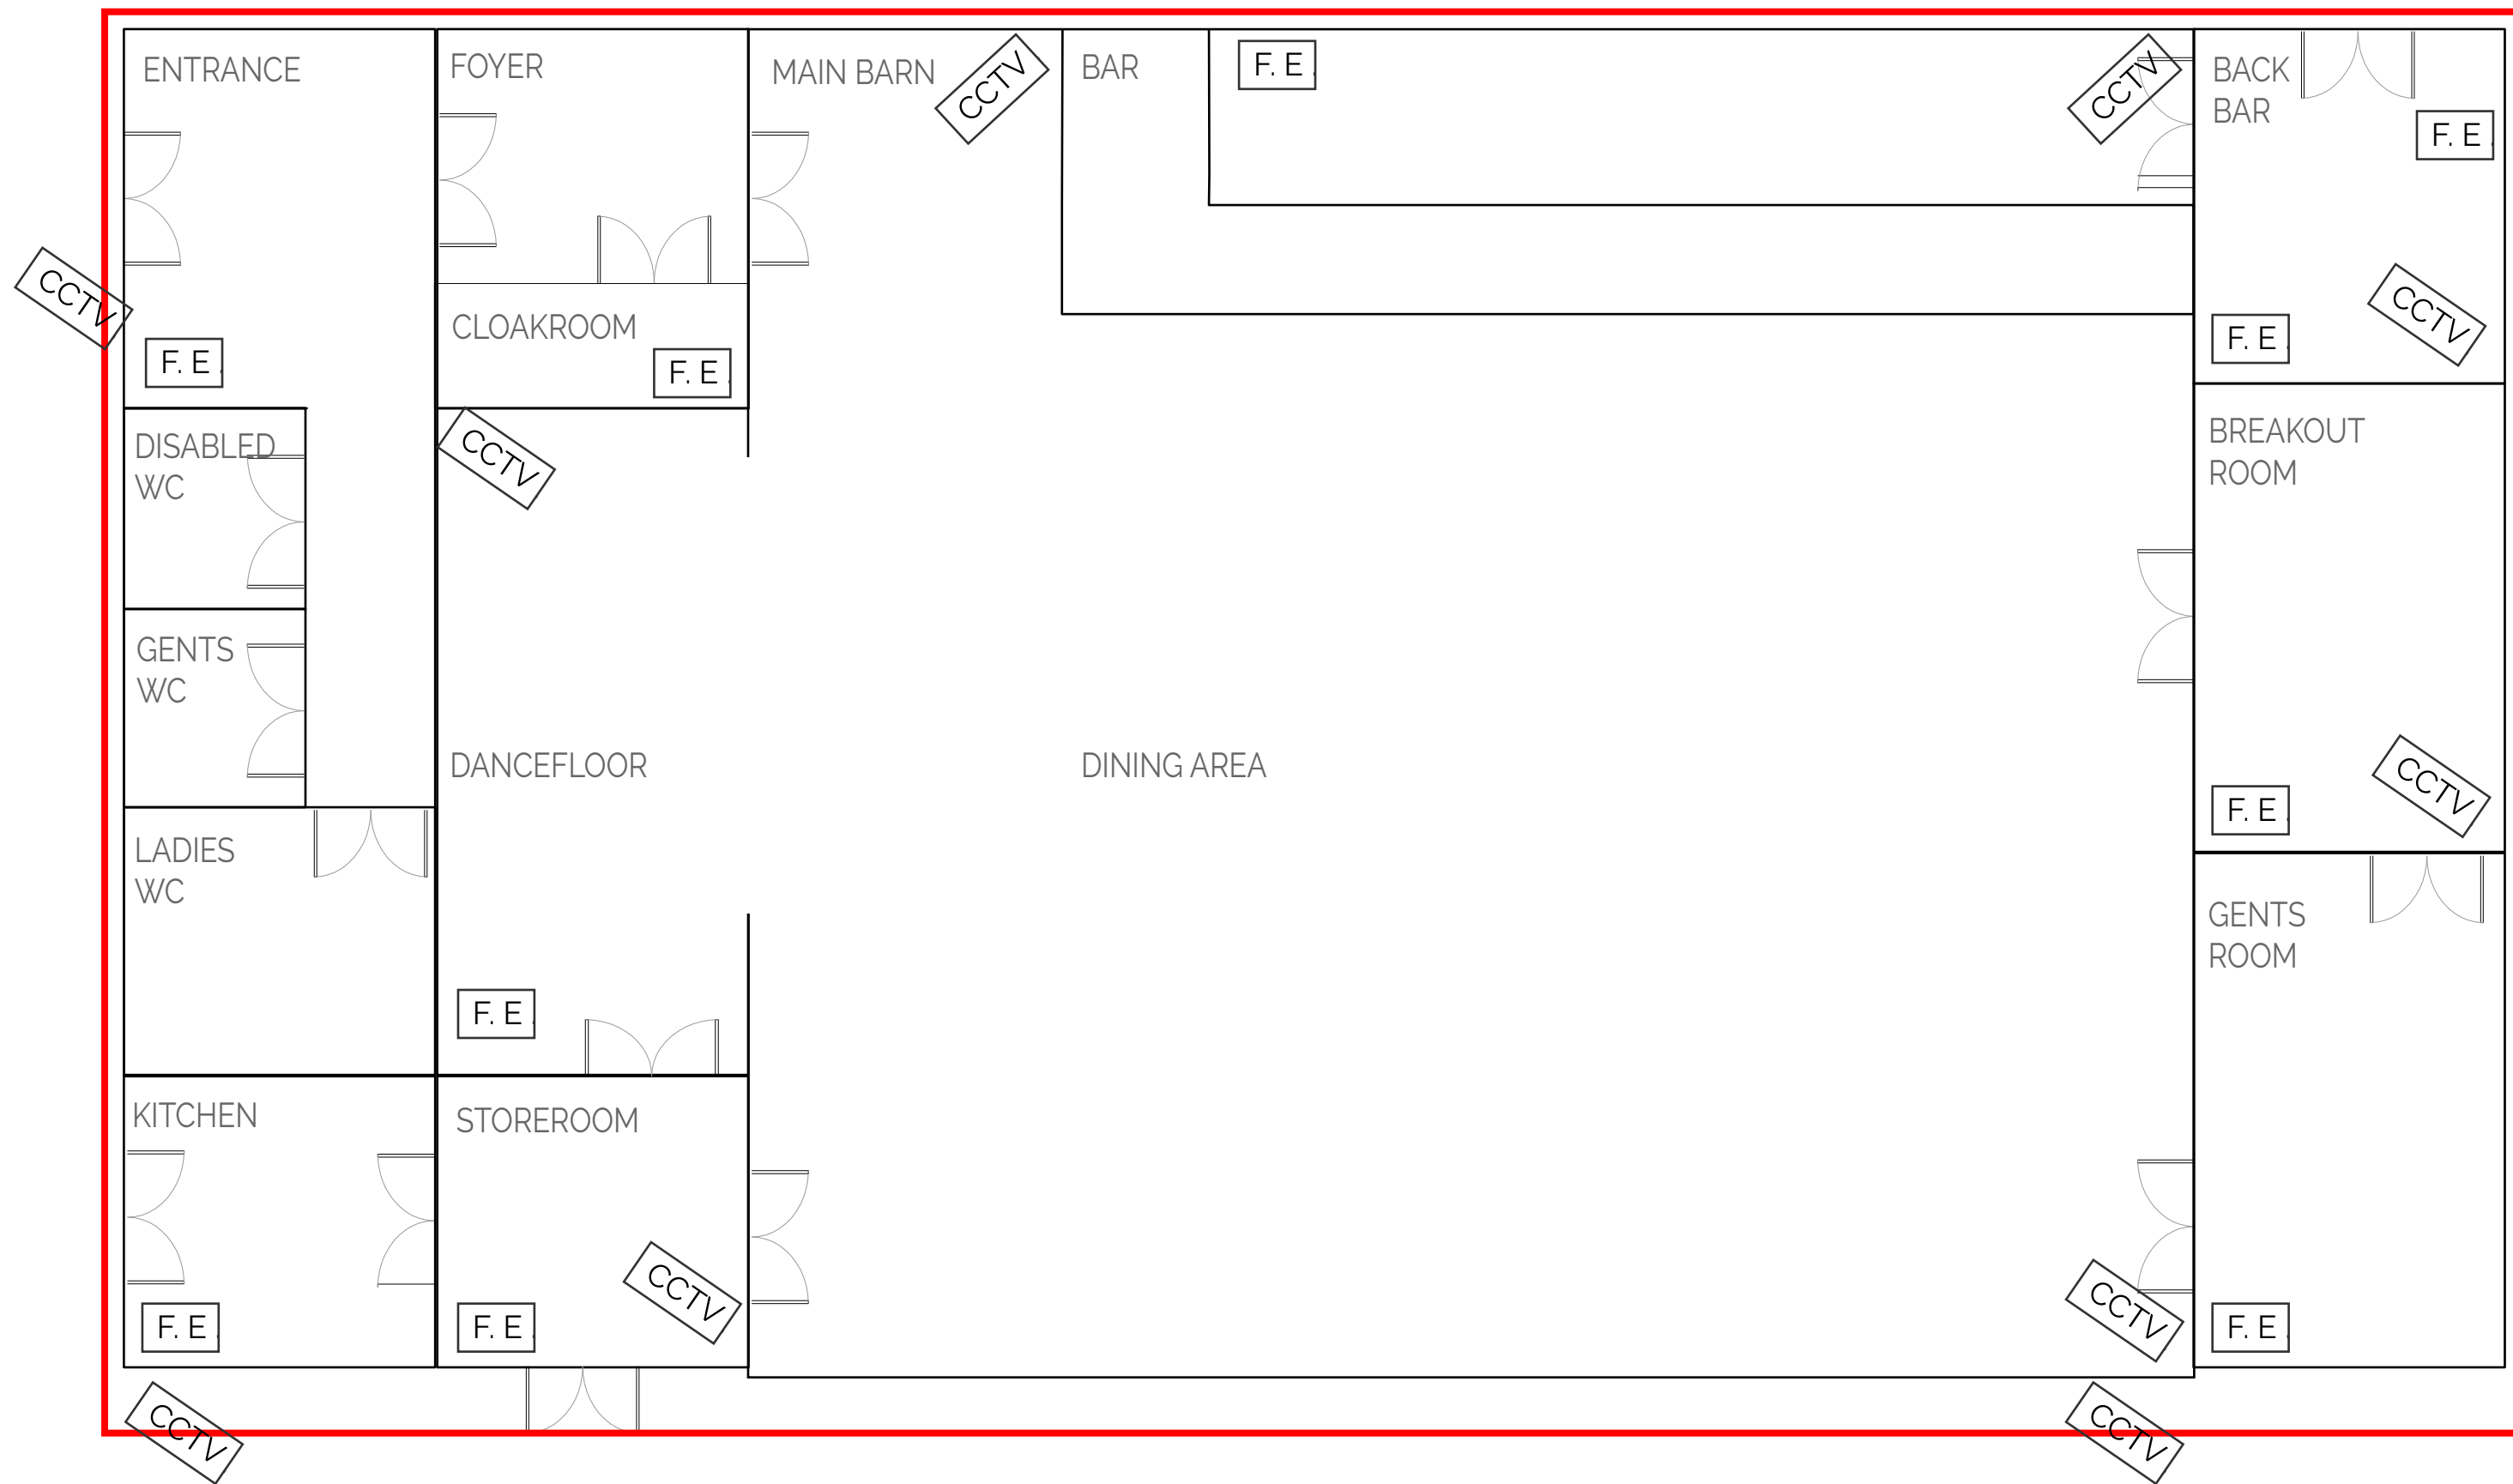 ENTRANCE
FOYER
MAIN BARN
CCTV
BAR
F. E.
CCTV
BACK
BAR
F. E.
CCTV
F. E.
CLOAKROOM
F. E.
CCTV
F. E.
DISABLED
WC
CCTV
BREAKOUT
ROOM
GENTS
WC
DANCEFLOOR
DINING AREA
CCTV
F. E.
LADIES
WC
GENTS
ROOM
F. E.
KITCHEN
STOREROOM
CCTV
CCTV
F. E.
F. E.
F. E.
CCTV
CCTV